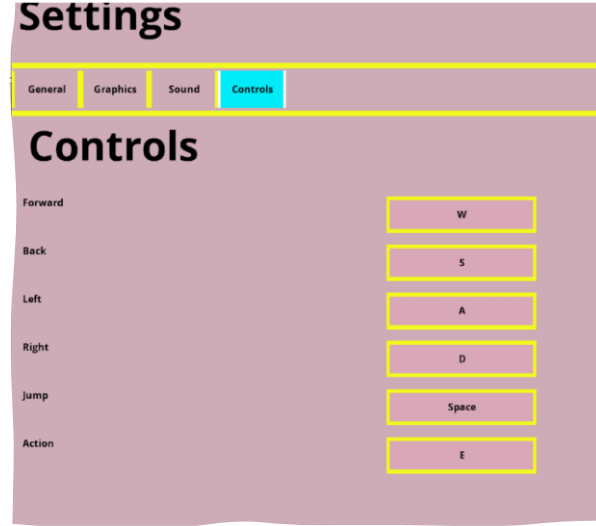 Settings
General Graphics Sound Controls
Controls
Forward W
Back S
Left A
Right D
Jump Space
Action E